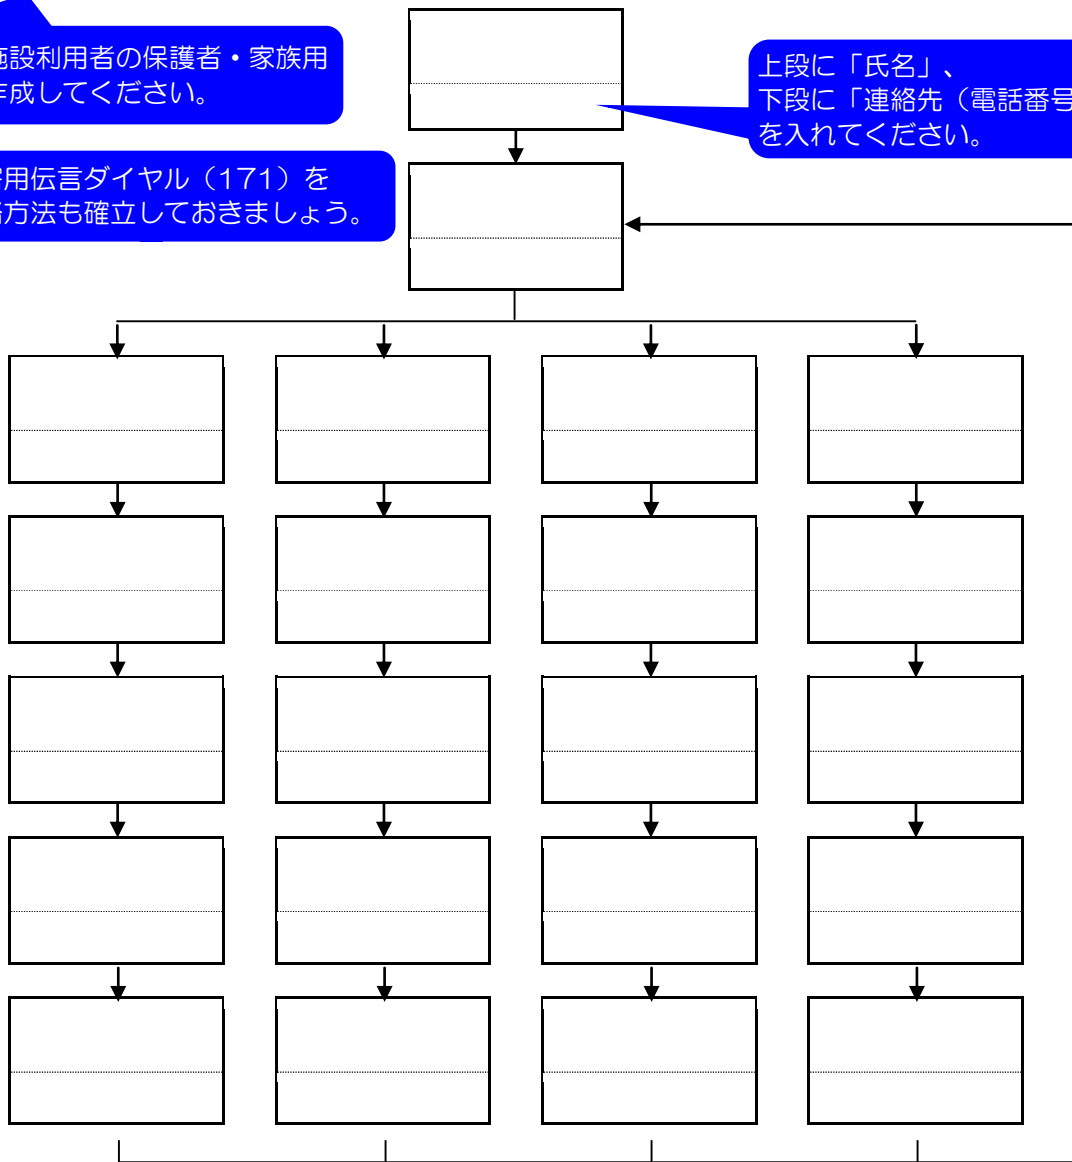 施設利用者の保護者・家族用
作成してください。
上段に「氏名」、
下段に「連絡先（電話番号
を入れてください。
用伝言ダイヤル（171）を
方法も確立しておきましょう。